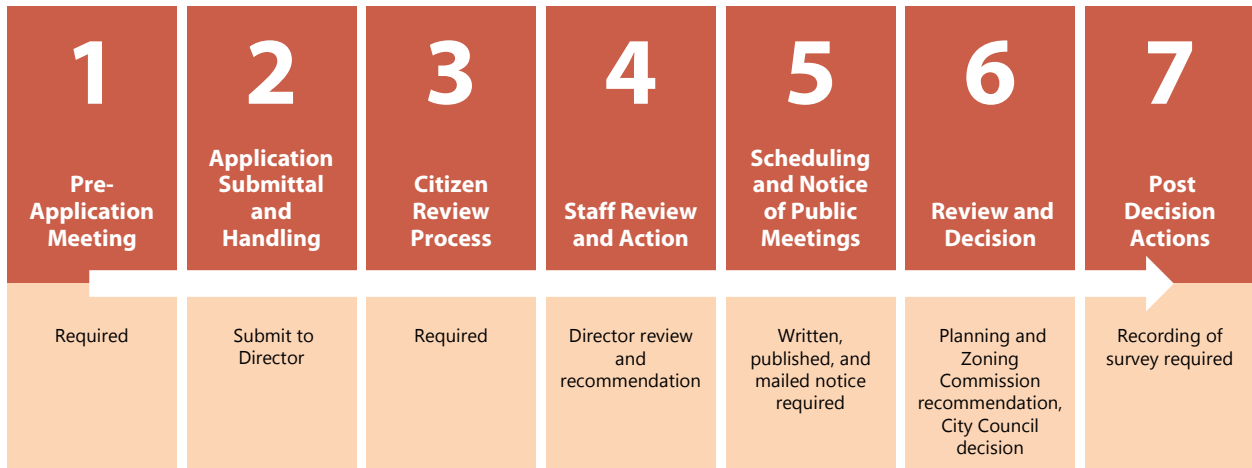 1
Pre-
Application
Meeting
Required
2
Application
Submittal
and
Handling
Submit to
Director
3
Citizen
Review
Process
Required
4
Staff Review
and Action
Director review
and
recommendation
5
Scheduling
and Notice
of Public
Meetings
Written,
published, and
mailed notice
required
6
Review and
Decision
Planning and
Zoning
Commission
recommendation,
City Council
decision
7
Post
Decision
Actions
Recording of
survey required